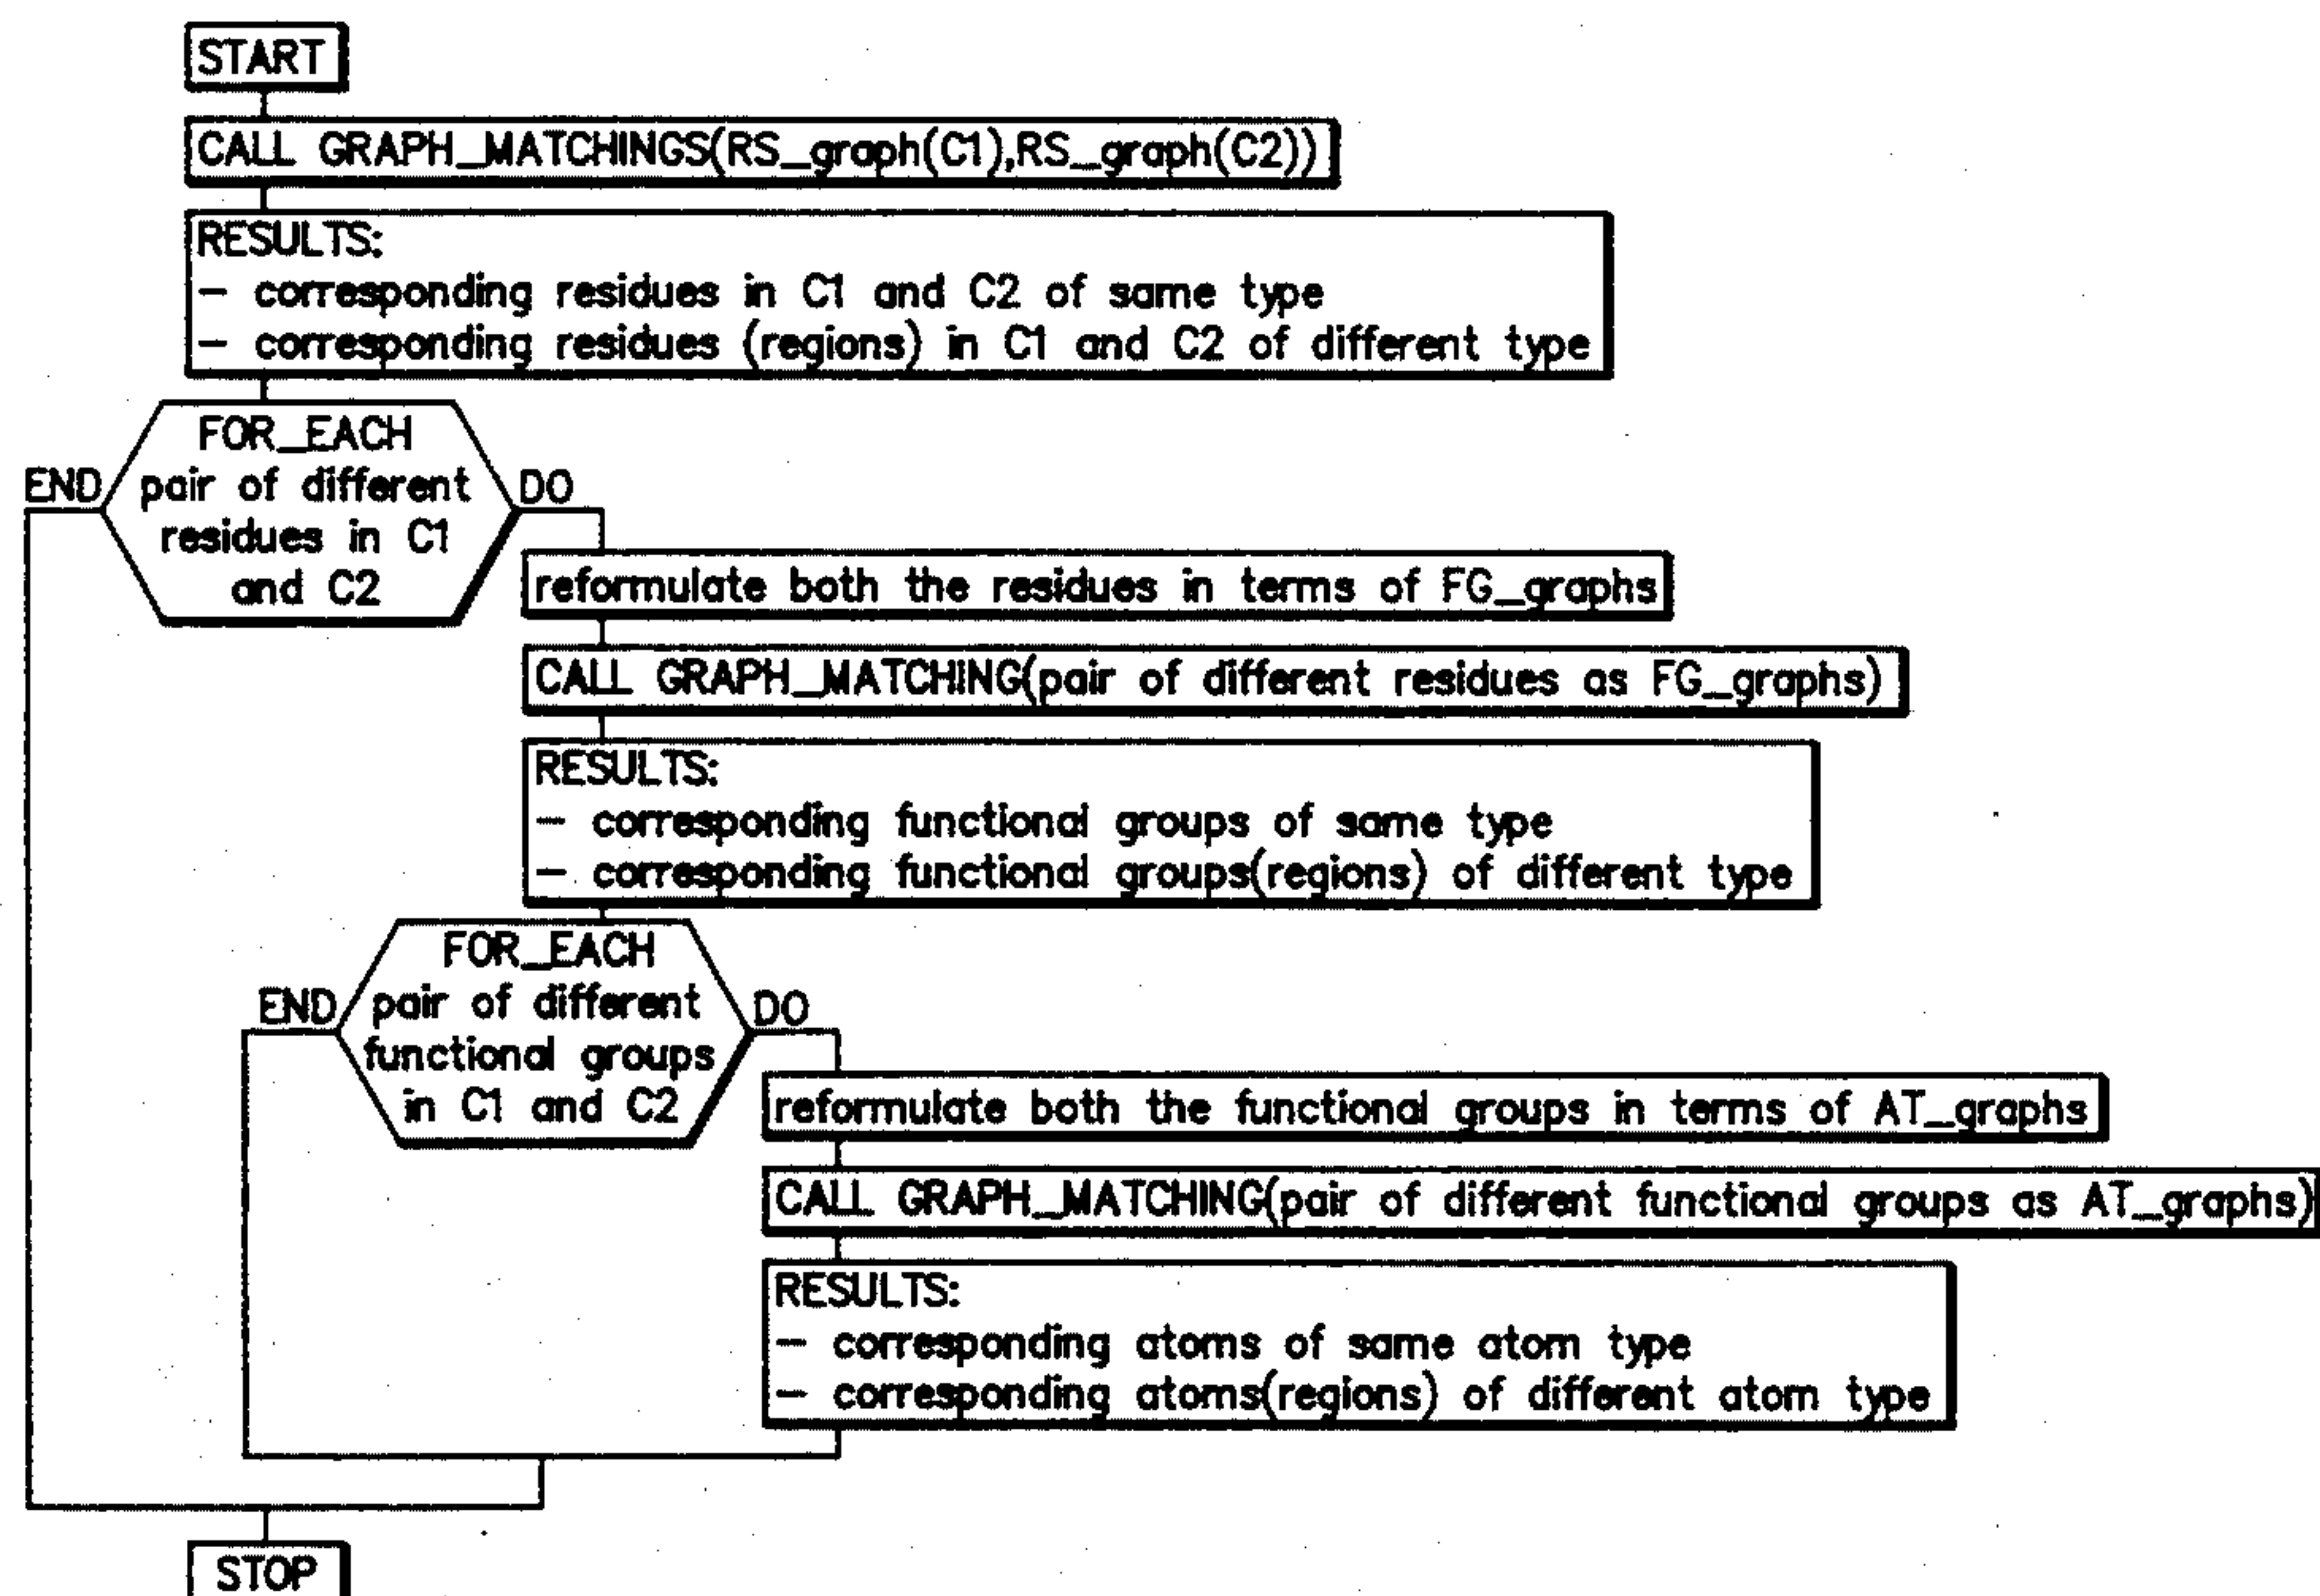 START
CALL GRAPH_MATCHINGS(RS_graph(C1),RS_graph(C2))
RESULTS:
– corresponding residues in C1 and C2 of same type
– corresponding residues (regions) in C1 and C2 of different type
FOR_EACH
pair of different
residues in C1
and C2
END
DO
reformulate both the residues in terms of FG_graphs
CALL GRAPH_MATCHING(pair of different residues as FG_graphs)
RESULTS:
– corresponding functional groups of same type
– corresponding functional groups(regions) of different type
FOR_EACH
pair of different
functional groups
in C1 and C2
END
DO
reformulate both the functional groups in terms of AT_graphs
CALL GRAPH_MATCHING(pair of different functional groups as AT_graphs)
RESULTS:
– corresponding atoms of same atom type
– corresponding atoms(regions) of different atom type
STOP